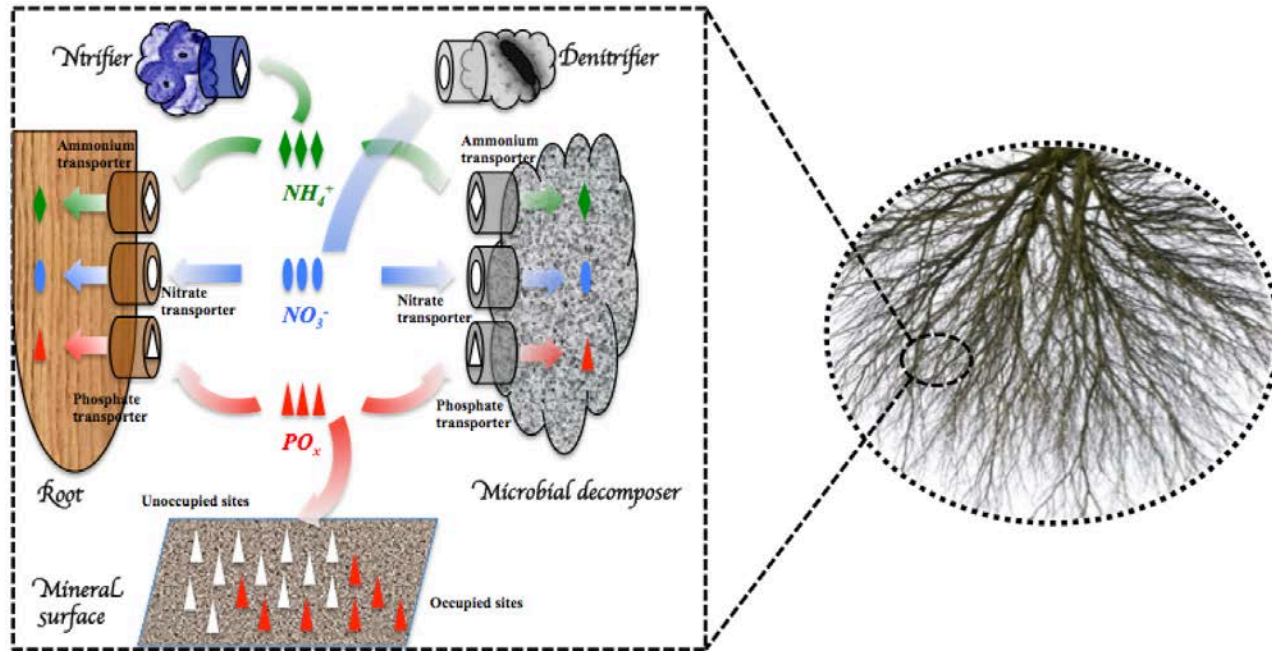 Ntrifier
Denitrifier
Ammonium
transporter
Ammonium
transporter
NH4+
Nitrate
transporter
NO3-
Nitrate
transporter
Phosphate
transporter
POx
Phosphate
transporter
Root
Microbial decomposer
Unoccupied sites
Mineral
surface
Occupied sites